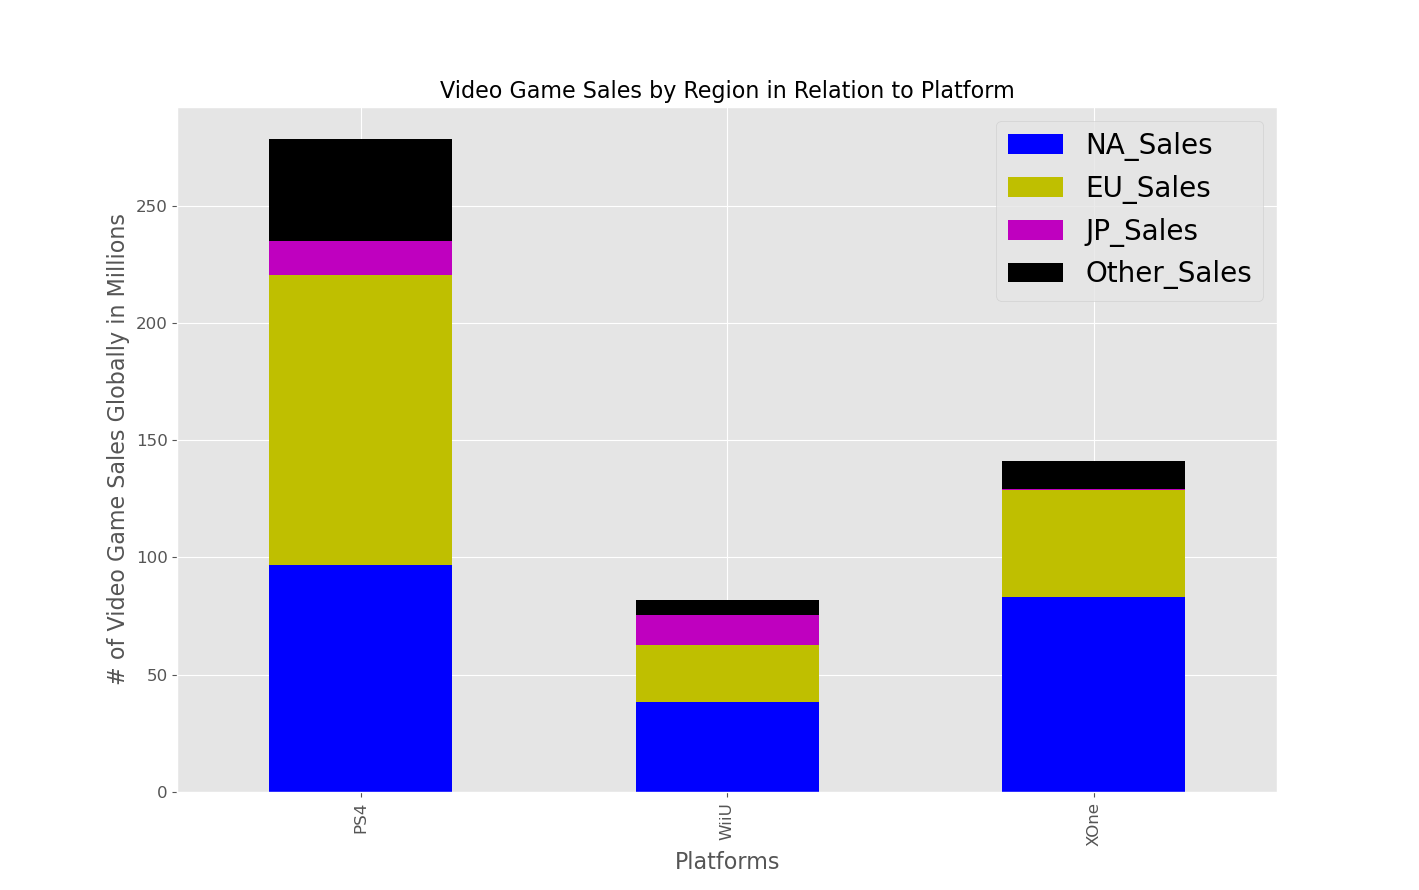 Video Game Sales by Region in Relation to Platform
NA_Sales
EU_Sales
JP_Sales
Other_Sales
# of Video Game Sales Globally in Millions
250
200
150
100
50
0
PS4
WiiU
XOne
Platforms